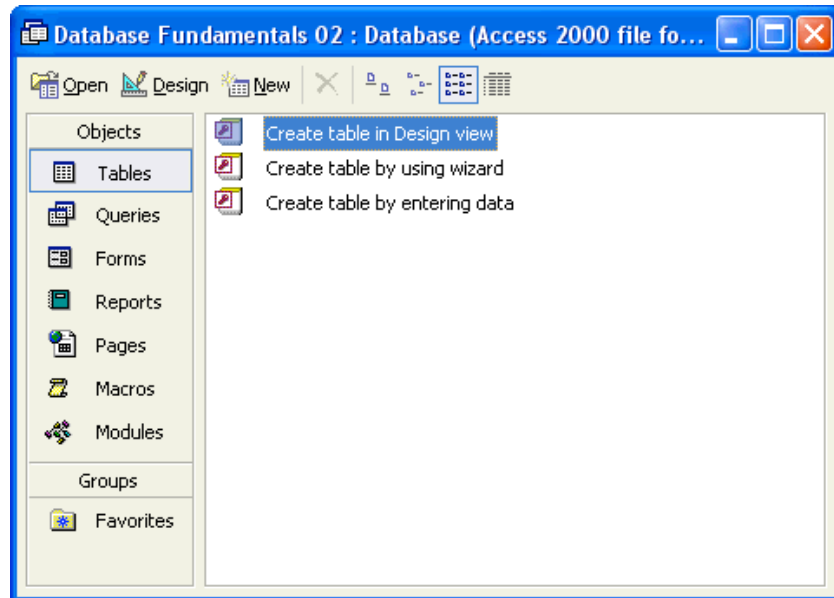 Database Fundamentals 02 : Database (Access 2000 file fo...
Open Design New
Objects
Tables
Queries
Forms
Reports
Pages
Macros
Modules
Groups
Favorites
Create table in Design view
Create table by using wizard
Create table by entering data